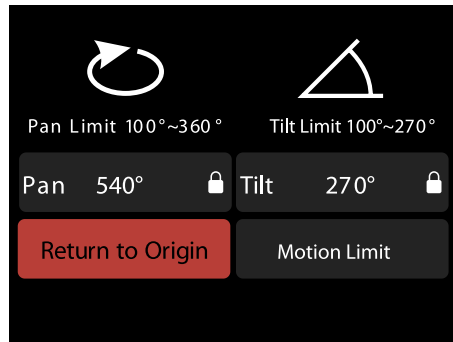 Pan Limit 100°~360° Tilt Limit 100°~270°
Pan 540° Tilt 270°
Return to Origin Motion Limit